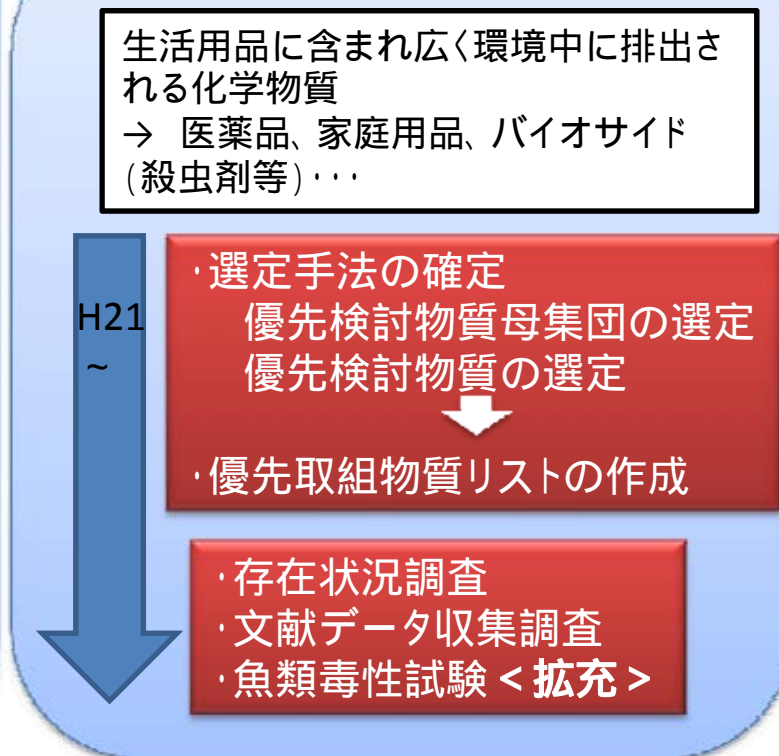 生活用品に含まれ広く環境中に排出さ
れる化学物質
→ 医薬品、家庭用品、バイオサイド
(殺虫剤等)･･･
H21
~
･選定手法の確定
優先検討物質母集団の選定
優先検討物質の選定
･優先取組物質リストの作成
･存在状況調査
･文献データ収集調査
･魚類毒性試験<拡充>